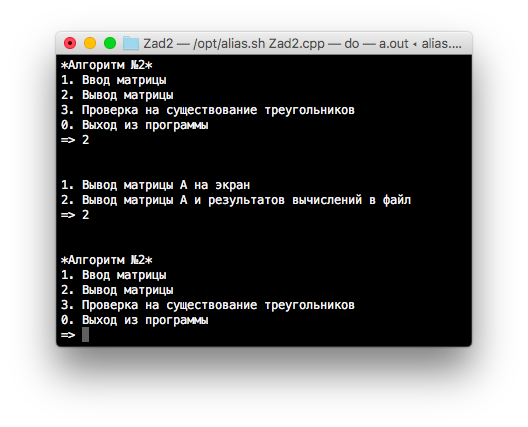 Zad2 — /opt/alias.sh Zad2.cpp — do — a.out ◂ alias....
*Алгоритм №2*
1. Ввод матрицы
2. Вывод матрицы
3. Проверка на существование треугольников
0. Выход из программы
=> 2
1. Вывод матрицы А на экран
2. Вывод матрицы А и результатов вычислений в файл
=> 2
*Алгоритм №2*
1. Ввод матрицы
2. Вывод матрицы
3. Проверка на существование треугольников
0. Выход из программы
=>